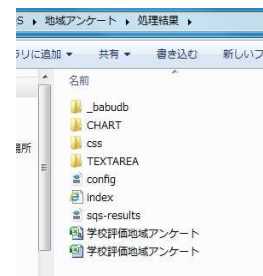 S ▸ 地域アンケート ▸ 処理結果 ▸
ラリに追加 ▼ 共有 ▼ 書き込む 新しいフ
名前
_babudb
CHART
css
場所
TEXTAREA
config
index
sqs-results
学校評価地域アンケート
学校評価地域アンケート